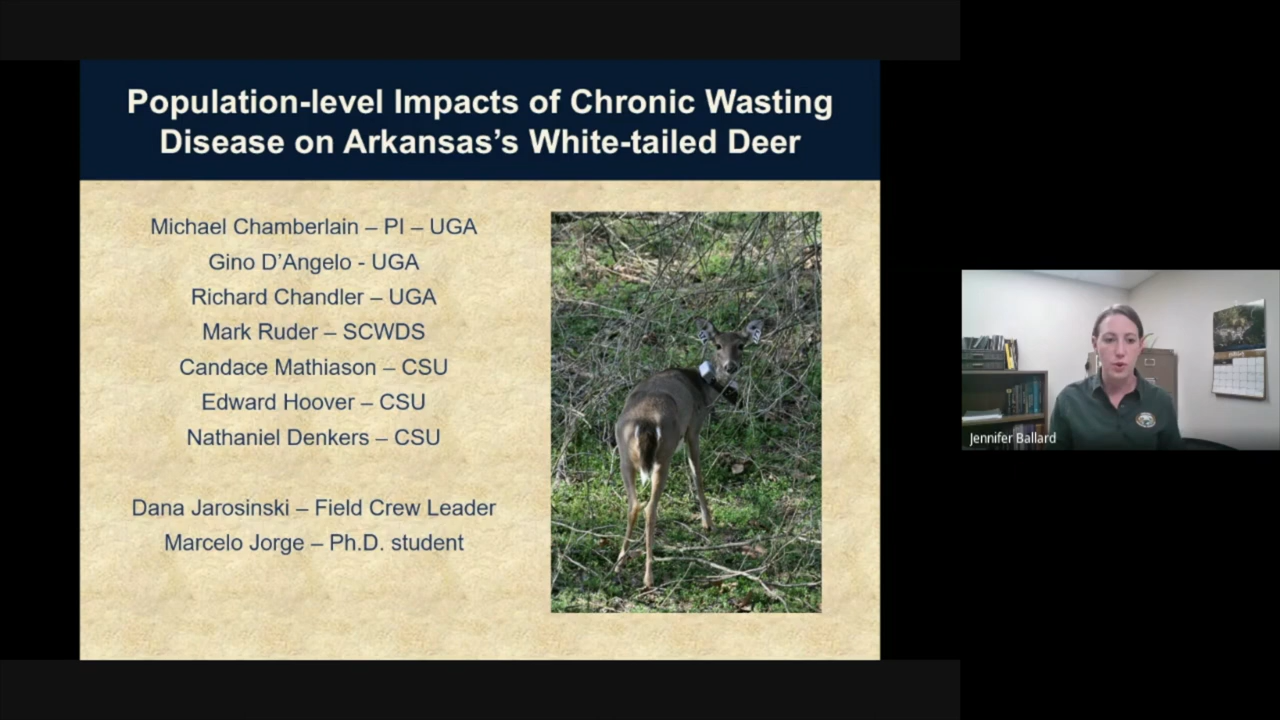 Population-level Impacts of Chronic Wasting
Disease on Arkansas’s White-tailed Deer
Michael Chamberlain – PI – UGA
Gino D’Angelo - UGA
Richard Chandler – UGA
Mark Ruder – SCWDS
Candace Mathiason – CSU
Edward Hoover – CSU
Nathaniel Denkers – CSU
Dana Jarosinski – Field Crew Leader
Marcelo Jorge – Ph.D. student
Jennifer Ballard